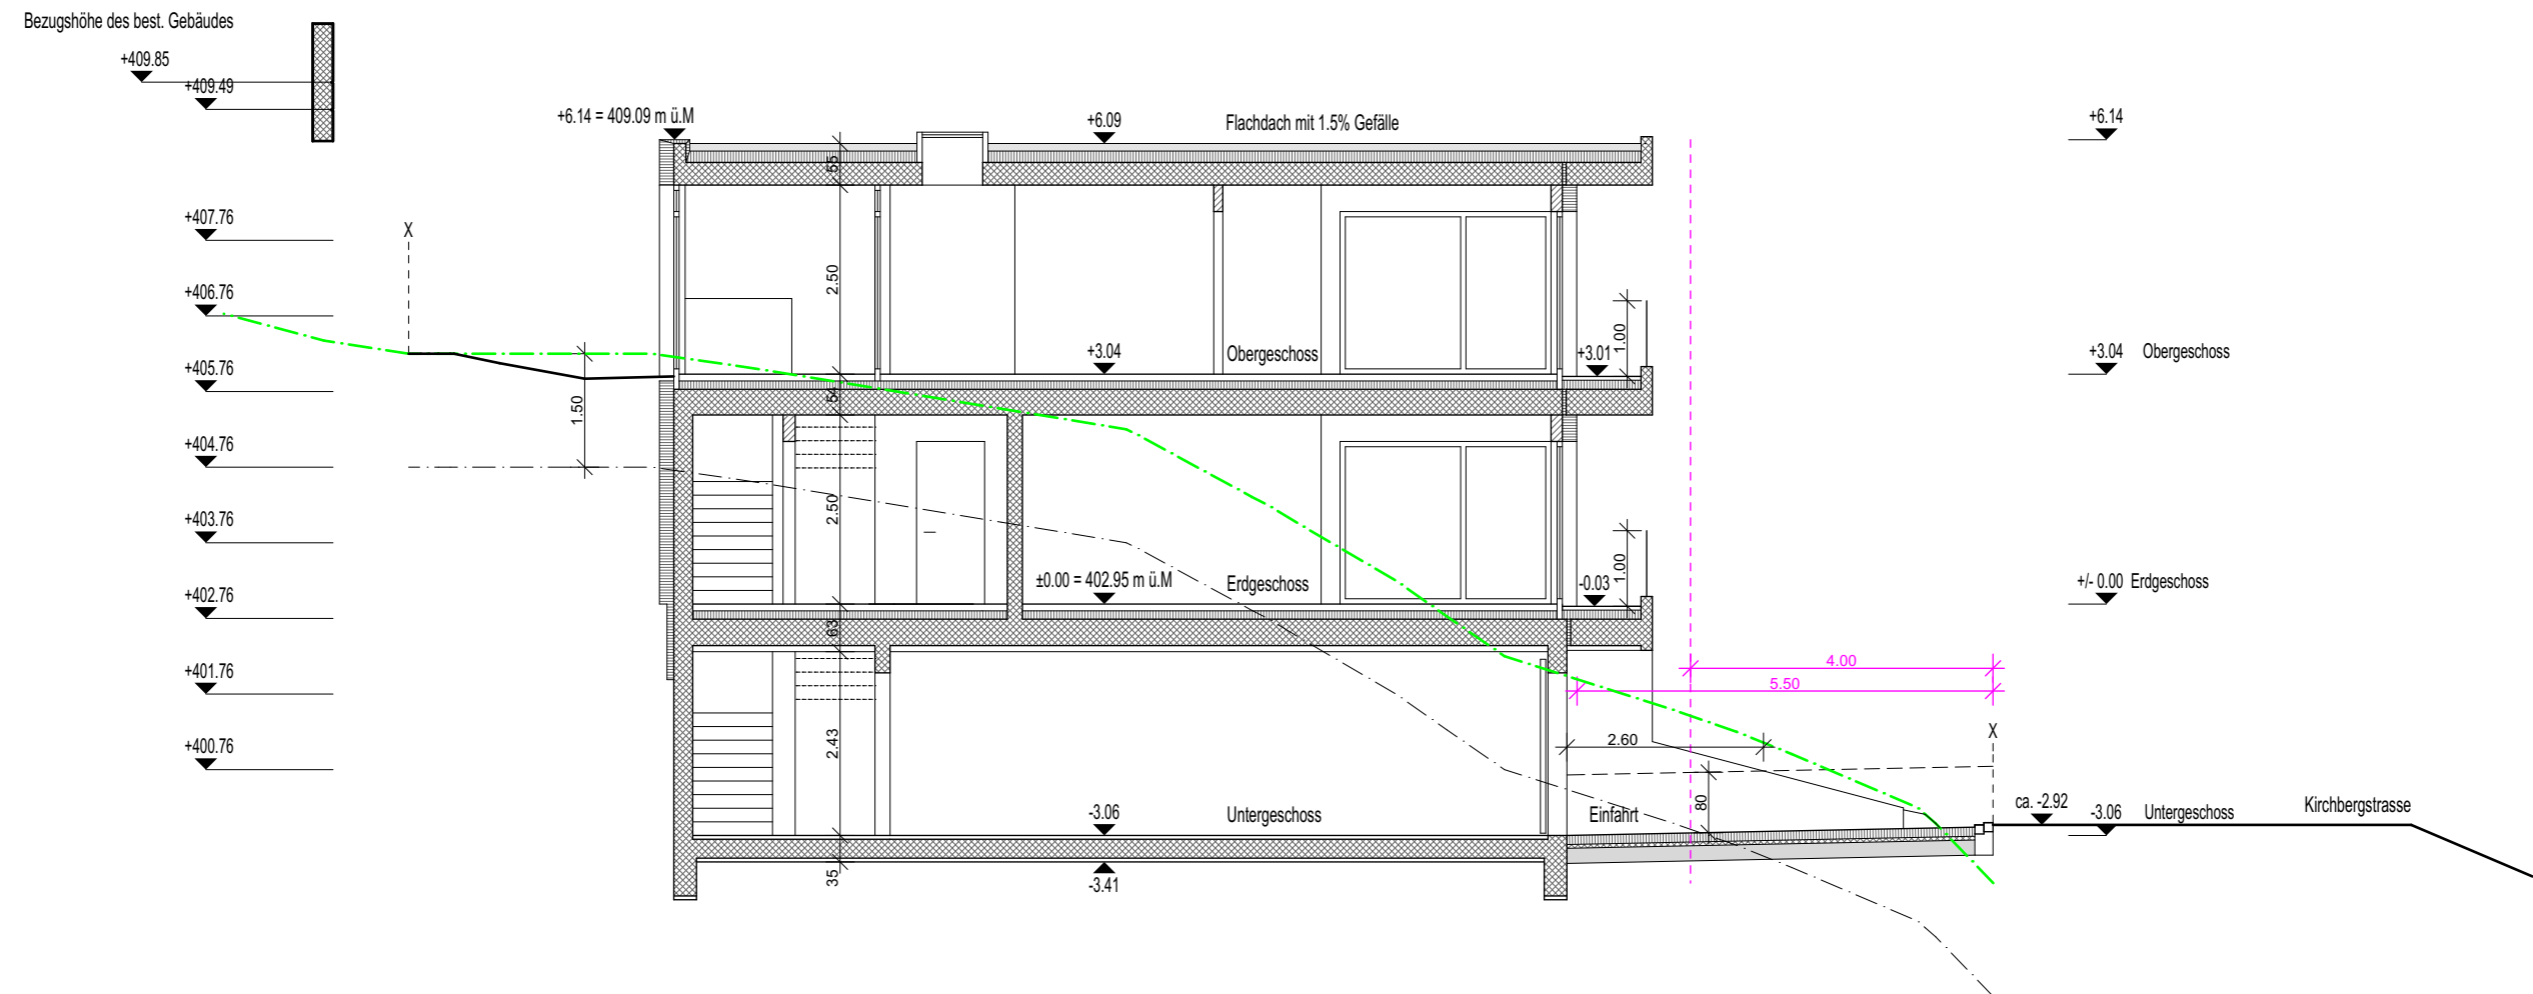 Bezugshöhe des best. Gebäudes
+409.85
+409.49
+6.14 = 409.09 m ü.M
+6.09
Flachdach mit 1.5% Gefälle
+6.14
55
+407.76
X
2.50
+406.76
1.00
+405.76
+3.04
Obergeschoss
+3.01
+3.04 Obergeschoss
54
1.50
+404.76
2.50
+403.76
1.00
±0.00 = 402.95 m ü.M
Erdgeschoss
-0.03
+/- 0.00 Erdgeschoss
+402.76
63
+401.76
4.00
5.50
+400.76
2.43
2.60
X
80
-3.06
Untergeschoss
Einfahrt
ca. -2.92
-3.06 Untergeschoss
Kirchbergstrasse
35
-3.41